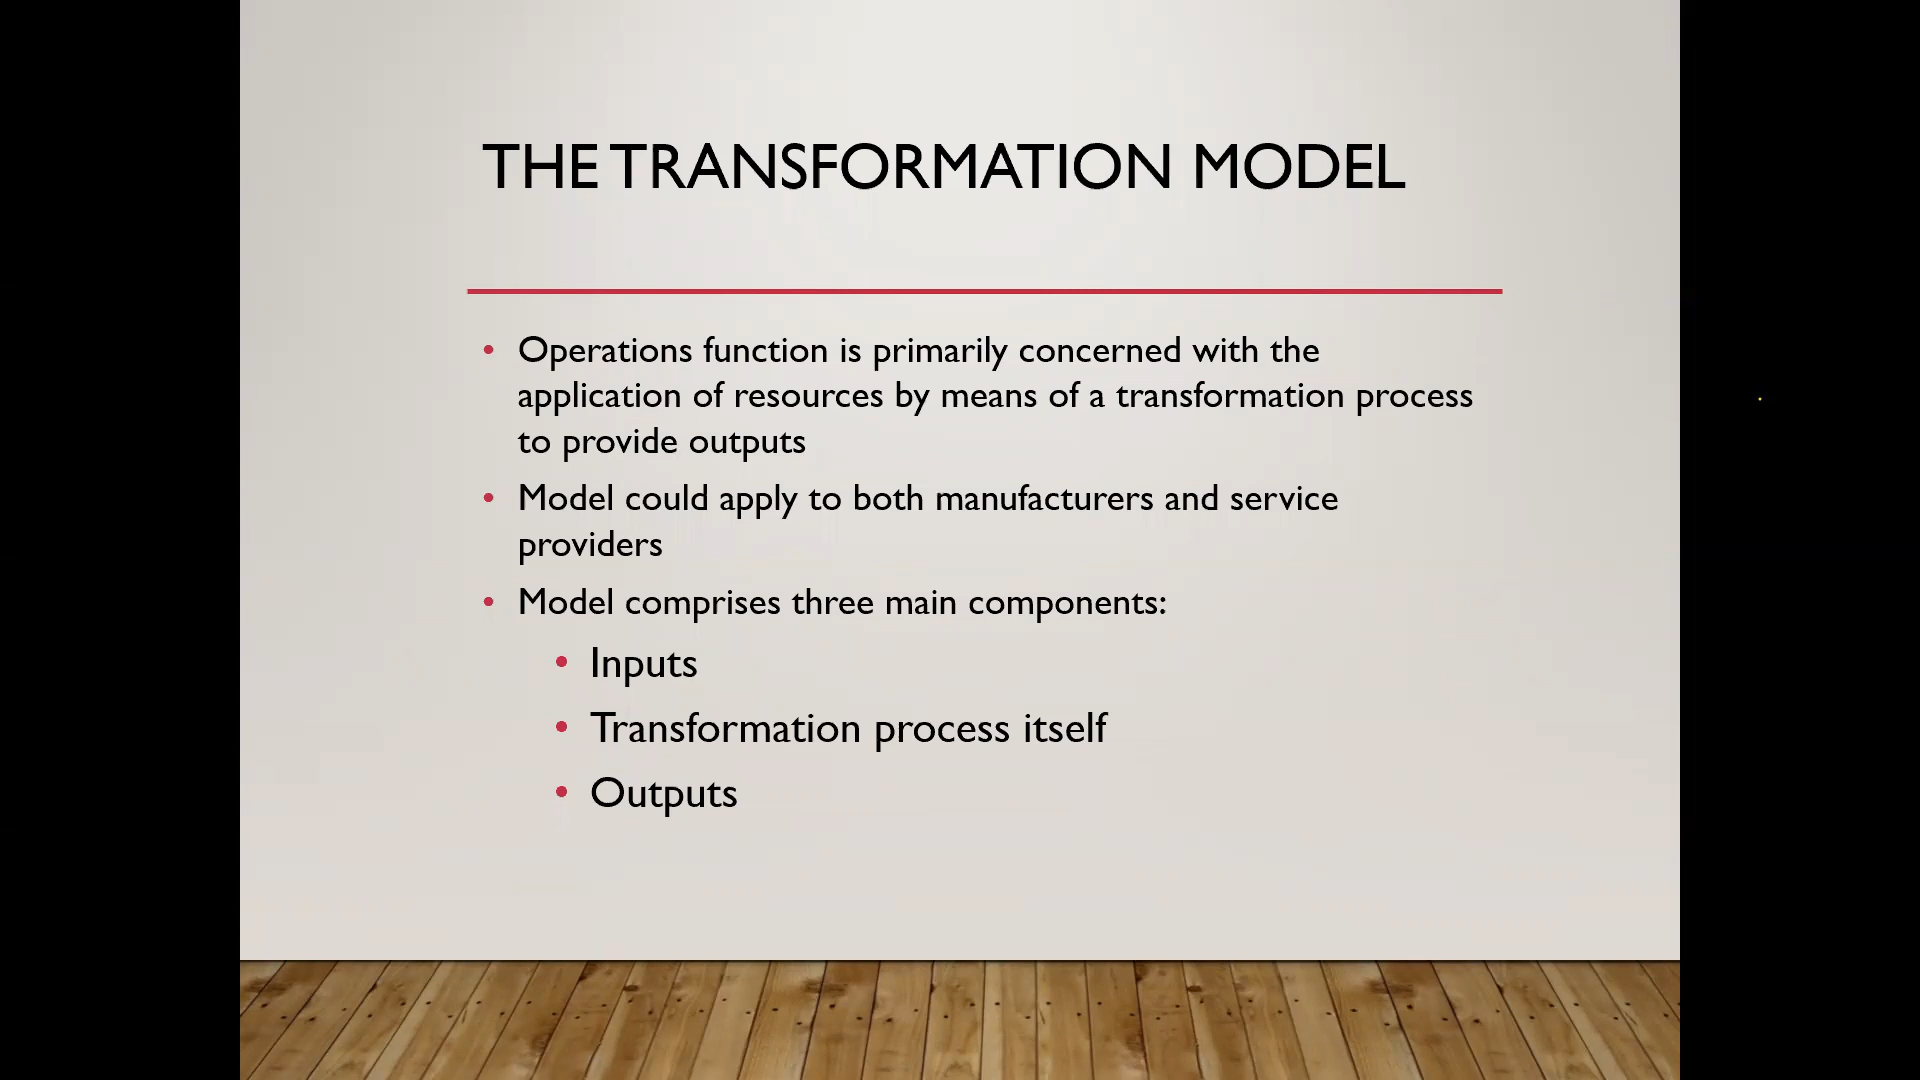 THE TRANSFORMATION MODEL
• Operations function is primarily concerned with the
application of resources by means of a transformation process
to provide outputs
• Model could apply to both manufacturers and service
providers
• Model comprises three main components:
• Inputs
• Transformation process itself
• Outputs